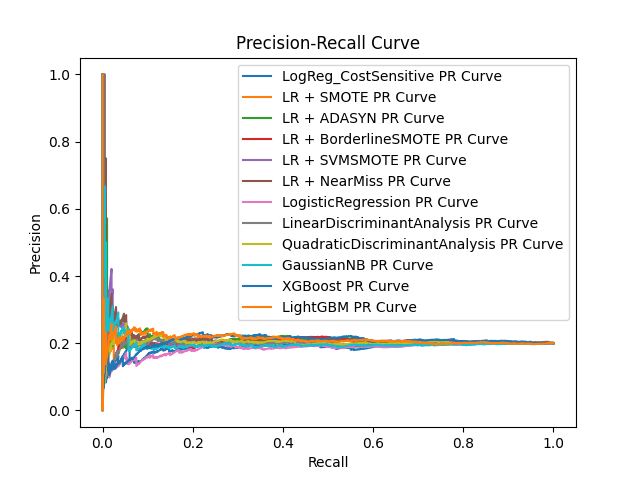 Precision-Recall Curve
1.0
0.8
0.6
0.4
0.2
0.0
Precision
LogReg_CostSensitive PR Curve
LR + SMOTE PR Curve
LR + ADASYN PR Curve
LR + BorderlineSMOTE PR Curve
LR + SVMSMOTE PR Curve
LR + NearMiss PR Curve
LogisticRegression PR Curve
LinearDiscriminantAnalysis PR Curve
QuadraticDiscriminantAnalysis PR Curve
GaussianNB PR Curve
XGBoost PR Curve
LightGBM PR Curve
0.0 0.2 0.4 0.6 0.8 1.0
Recall